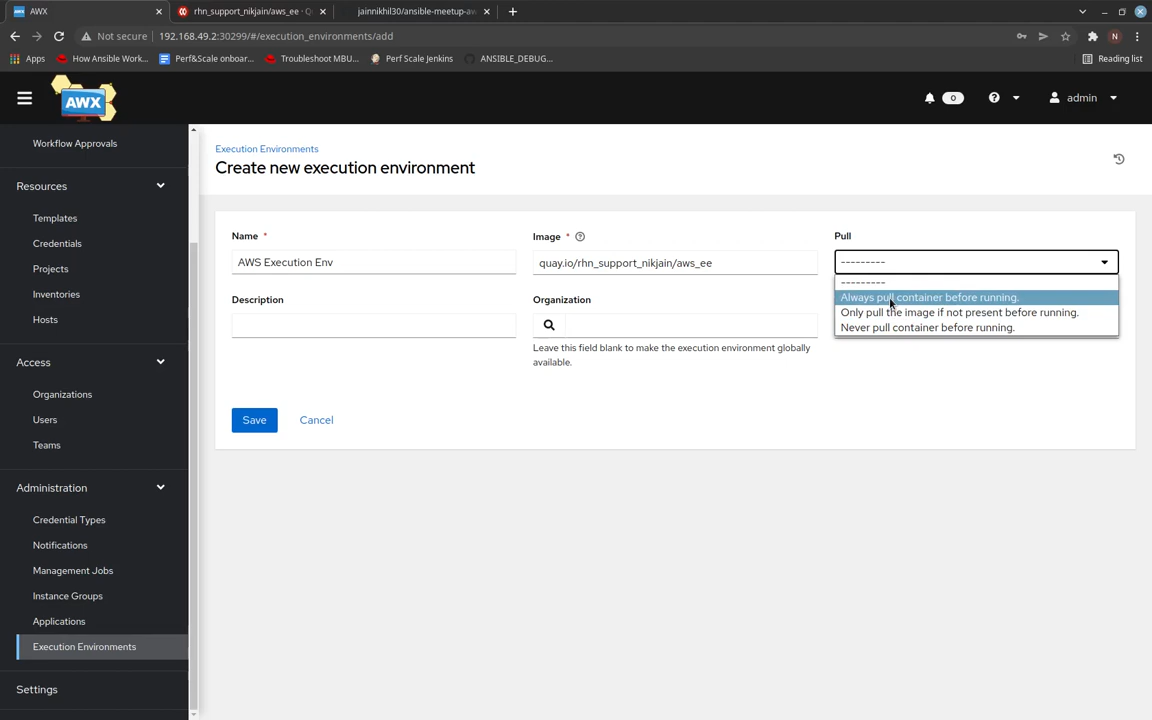 AWX
rhn_support_nikjain/aws_ee · Q
jainnikhil30/ansible-meetup-aw
Not secure
192.168.49.2:30299/#/execution_environments/add
N
Apps
How Ansible Work...
Perf&Scale onboar...
Troubleshoot MBU...
Perf Scale Jenkins
ANSIBLE_DEBUG...
Reading list
AWX
0
admin
Workflow Approvals
Resources
Templates
Credentials
Projects
Inventories
Hosts
Access
Organizations
Users
Teams
Administration
Credential Types
Notifications
Management Jobs
Instance Groups
Applications
Execution Environments
Settings
Execution Environments
Create new execution environment
Name *
AWS Execution Env
Image *
quay.io/rhn_support_nikjain/aws_ee
Pull
---------
---------
Always pull container before running.
Only pull the image if not present before running.
Never pull container before running.
Description
Organization
Leave this field blank to make the execution environment globally
available.
Save
Cancel